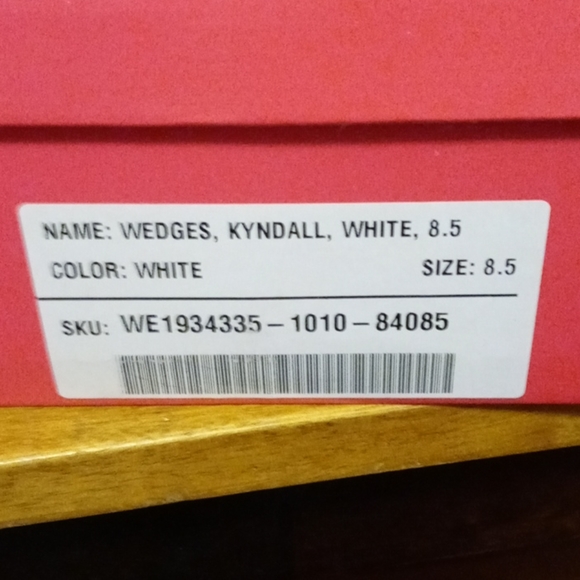 NAME: WEDGES, KYNDALL, WHITE, 8.5
COLOR: WHITE SIZE: 8.5
SKU: WE1934335-1010-84085